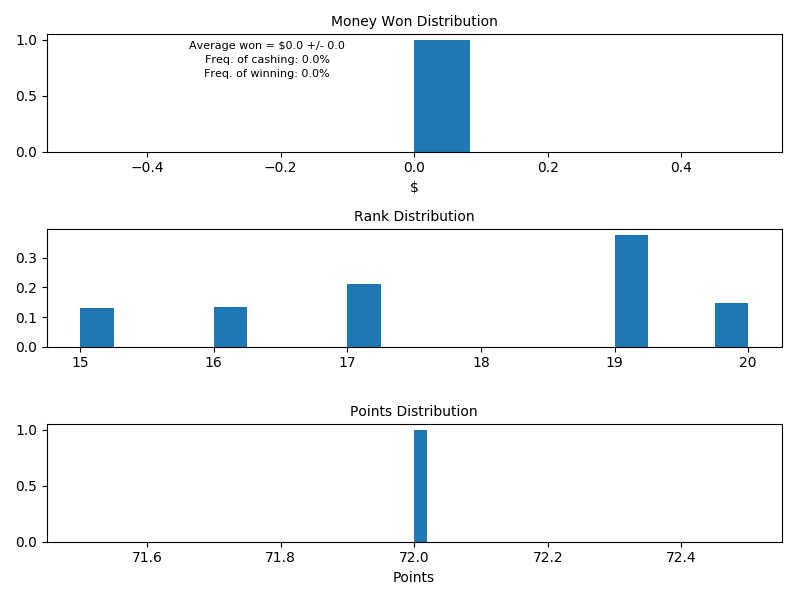 Money Won Distribution
Average won = $0.0 +/- 0.0
Freq. of cashing: 0.0%
Freq. of winning: 0.0%
1.0
0.5
0.0
−0.4 −0.2 0.0 0.2 0.4
$
Rank Distribution
0.3
0.2
0.1
0.0
15 16 17 18 19 20
Points Distribution
1.0
0.5
0.0
71.6 71.8 72.0 72.2 72.4
Points